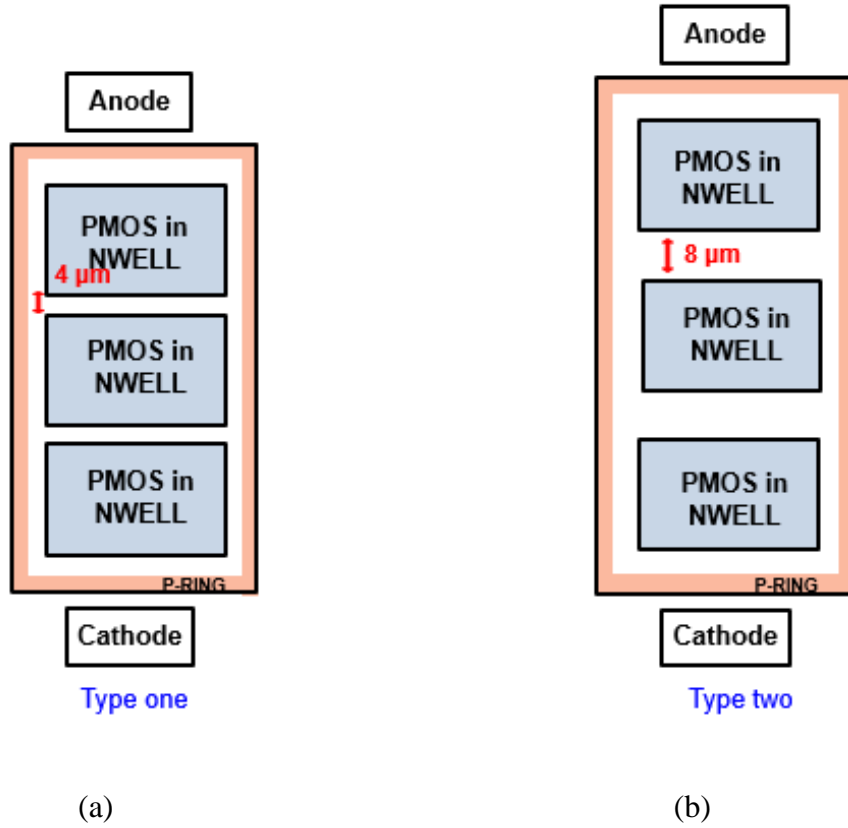 Anode
PMOS in
NWELL
4 µm
PMOS in
NWELL
PMOS in
NWELL
P-RING
Cathode
Type one
(a)
Anode
PMOS in
NWELL
8 µm
PMOS in
NWELL
PMOS in
NWELL
P-RING
Cathode
Type two
(b)